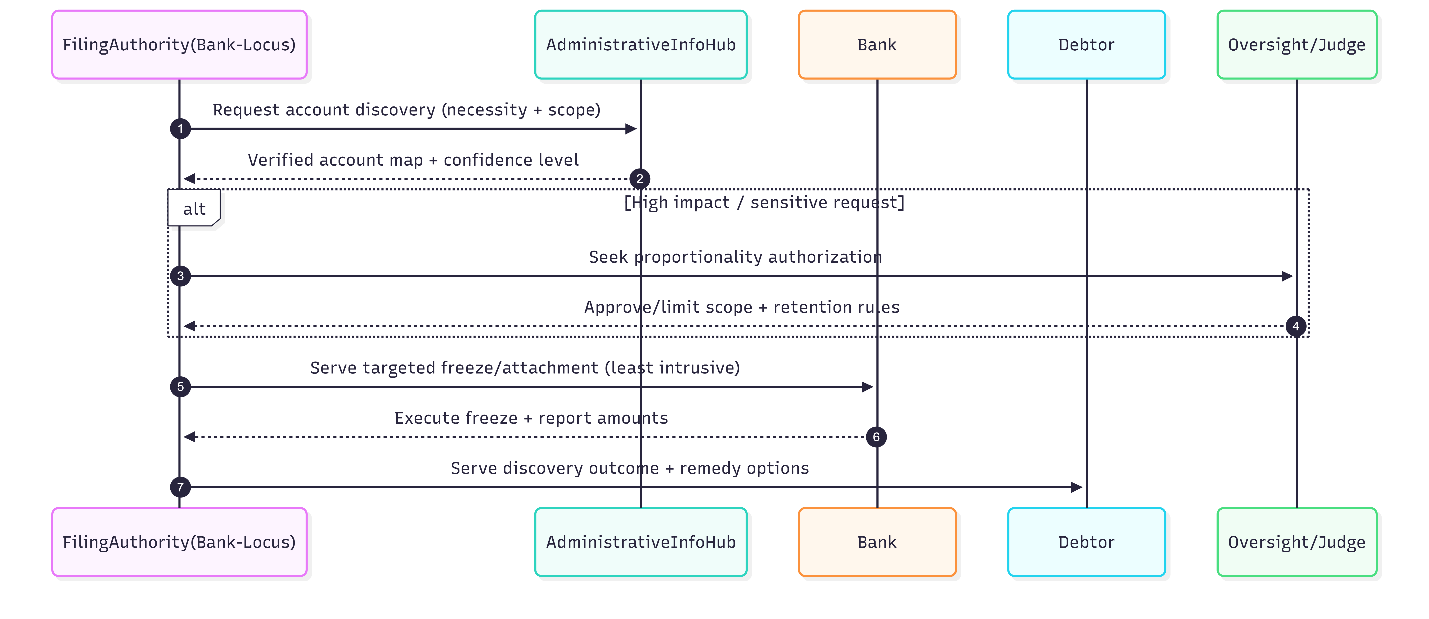 FilingAuthority(Bank-Locus)
AdministrativeInfoHub
Bank
Debtor
Oversight/Judge
Request account discovery (necessity + scope)
1
Verified account map + confidence level
2
alt
[High impact / sensitive request]
Seek proportionality authorization
3
Approve/limit scope + retention rules
4
Serve targeted freeze/attachment (least intrusive)
5
Execute freeze + report amounts
6
Serve discovery outcome + remedy options
7
FilingAuthority(Bank-Locus)
AdministrativeInfoHub
Bank
Debtor
Oversight/Judge